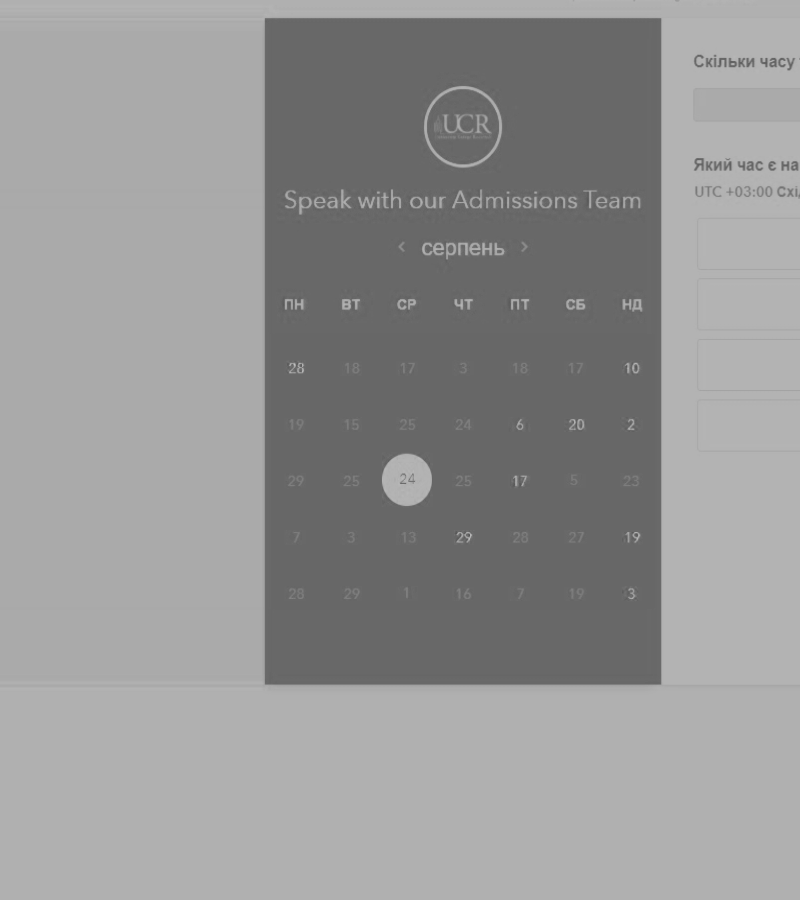 Скільки часу
UCR
Speak with our Admissions Team
Який час є на
UTC +03:00 Схі
< серпень >
ПН ВТ СР ЧТ ПТ СБ НД
28 18 17 3 18 17 10
19 15 25 24 6 20 2
29 25 24 25 17 5 23
7 3 13 29 28 27 19
28 29 1 16 7 19 3